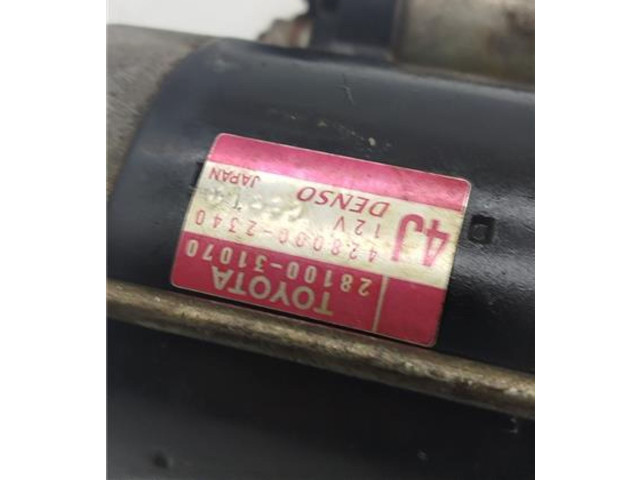 TOYOTA
28100-31070
428000-2340
4J 12V
DENSO
JAPAN